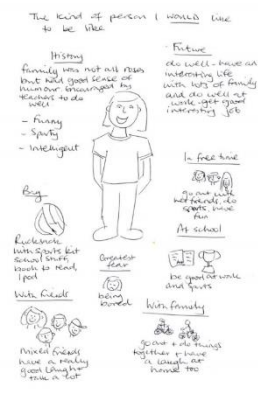 The kind of person I WOULD like
to be like
History
family was not all roses
but had good sense of
humour. Encouraged by
teachers to do
well
- Funny
- Sporty
- Intelligent
Future
do well - have an
interesting life
with lots of family
and do well at
work - get good
interesting job
In free time
go out with
her friends, do
sports, have
fun
Bag
Rucksack
with sports kit
school stuff,
book to read,
ipod
Greatest
fear
being
bored
At school
be good at work
and sports
With friends
mixed friends
have a really
good laugh +
talk a lot
With family
go out + do things
together + have
a laugh at
home too